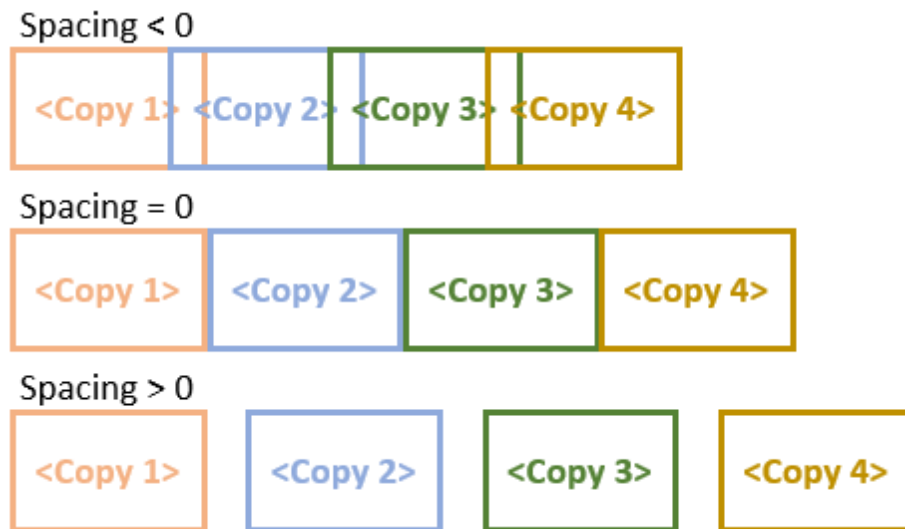 Spacing < 0
<Copy 1> <Copy 2> <Copy 3> <Copy 4>
Spacing = 0
<Copy 1> <Copy 2> <Copy 3> <Copy 4>
Spacing > 0
<Copy 1> <Copy 2> <Copy 3> <Copy 4>